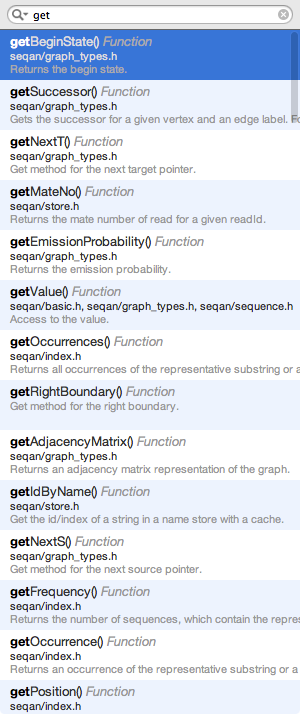 get
getBeginState() Function
seqan/graph_types.h
Returns the begin state.
getSuccessor() Function
seqan/graph_types.h
Gets the successor for a given vertex and an edge label. Fo
getNextT() Function
seqan/graph_types.h
Get method for the next target pointer.
getMateNo() Function
seqan/store.h
Returns the mate number of read for a given readId.
getEmissionProbability() Function
seqan/graph_types.h
Returns the emission probability.
getValue() Function
seqan/basic.h, seqan/graph_types.h, seqan/sequence.h
Access to the value.
getOccurrences() Function
seqan/index.h
Returns all occurrences of the representative substring or a
getRightBoundary() Function
Get method for the right boundary.
getAdjacencyMatrix() Function
seqan/graph_types.h
Returns an adjacency matrix representation of the graph.
getIdByName() Function
seqan/store.h
Get the id/index of a string in a name store with a cache.
getNextS() Function
seqan/graph_types.h
Get method for the next source pointer.
getFrequency() Function
seqan/index.h
Returns the number of sequences, which contain the repres
getOccurrence() Function
seqan/index.h
Returns an occurrence of the representative substring or a
getPosition() Function
seqan/index.h